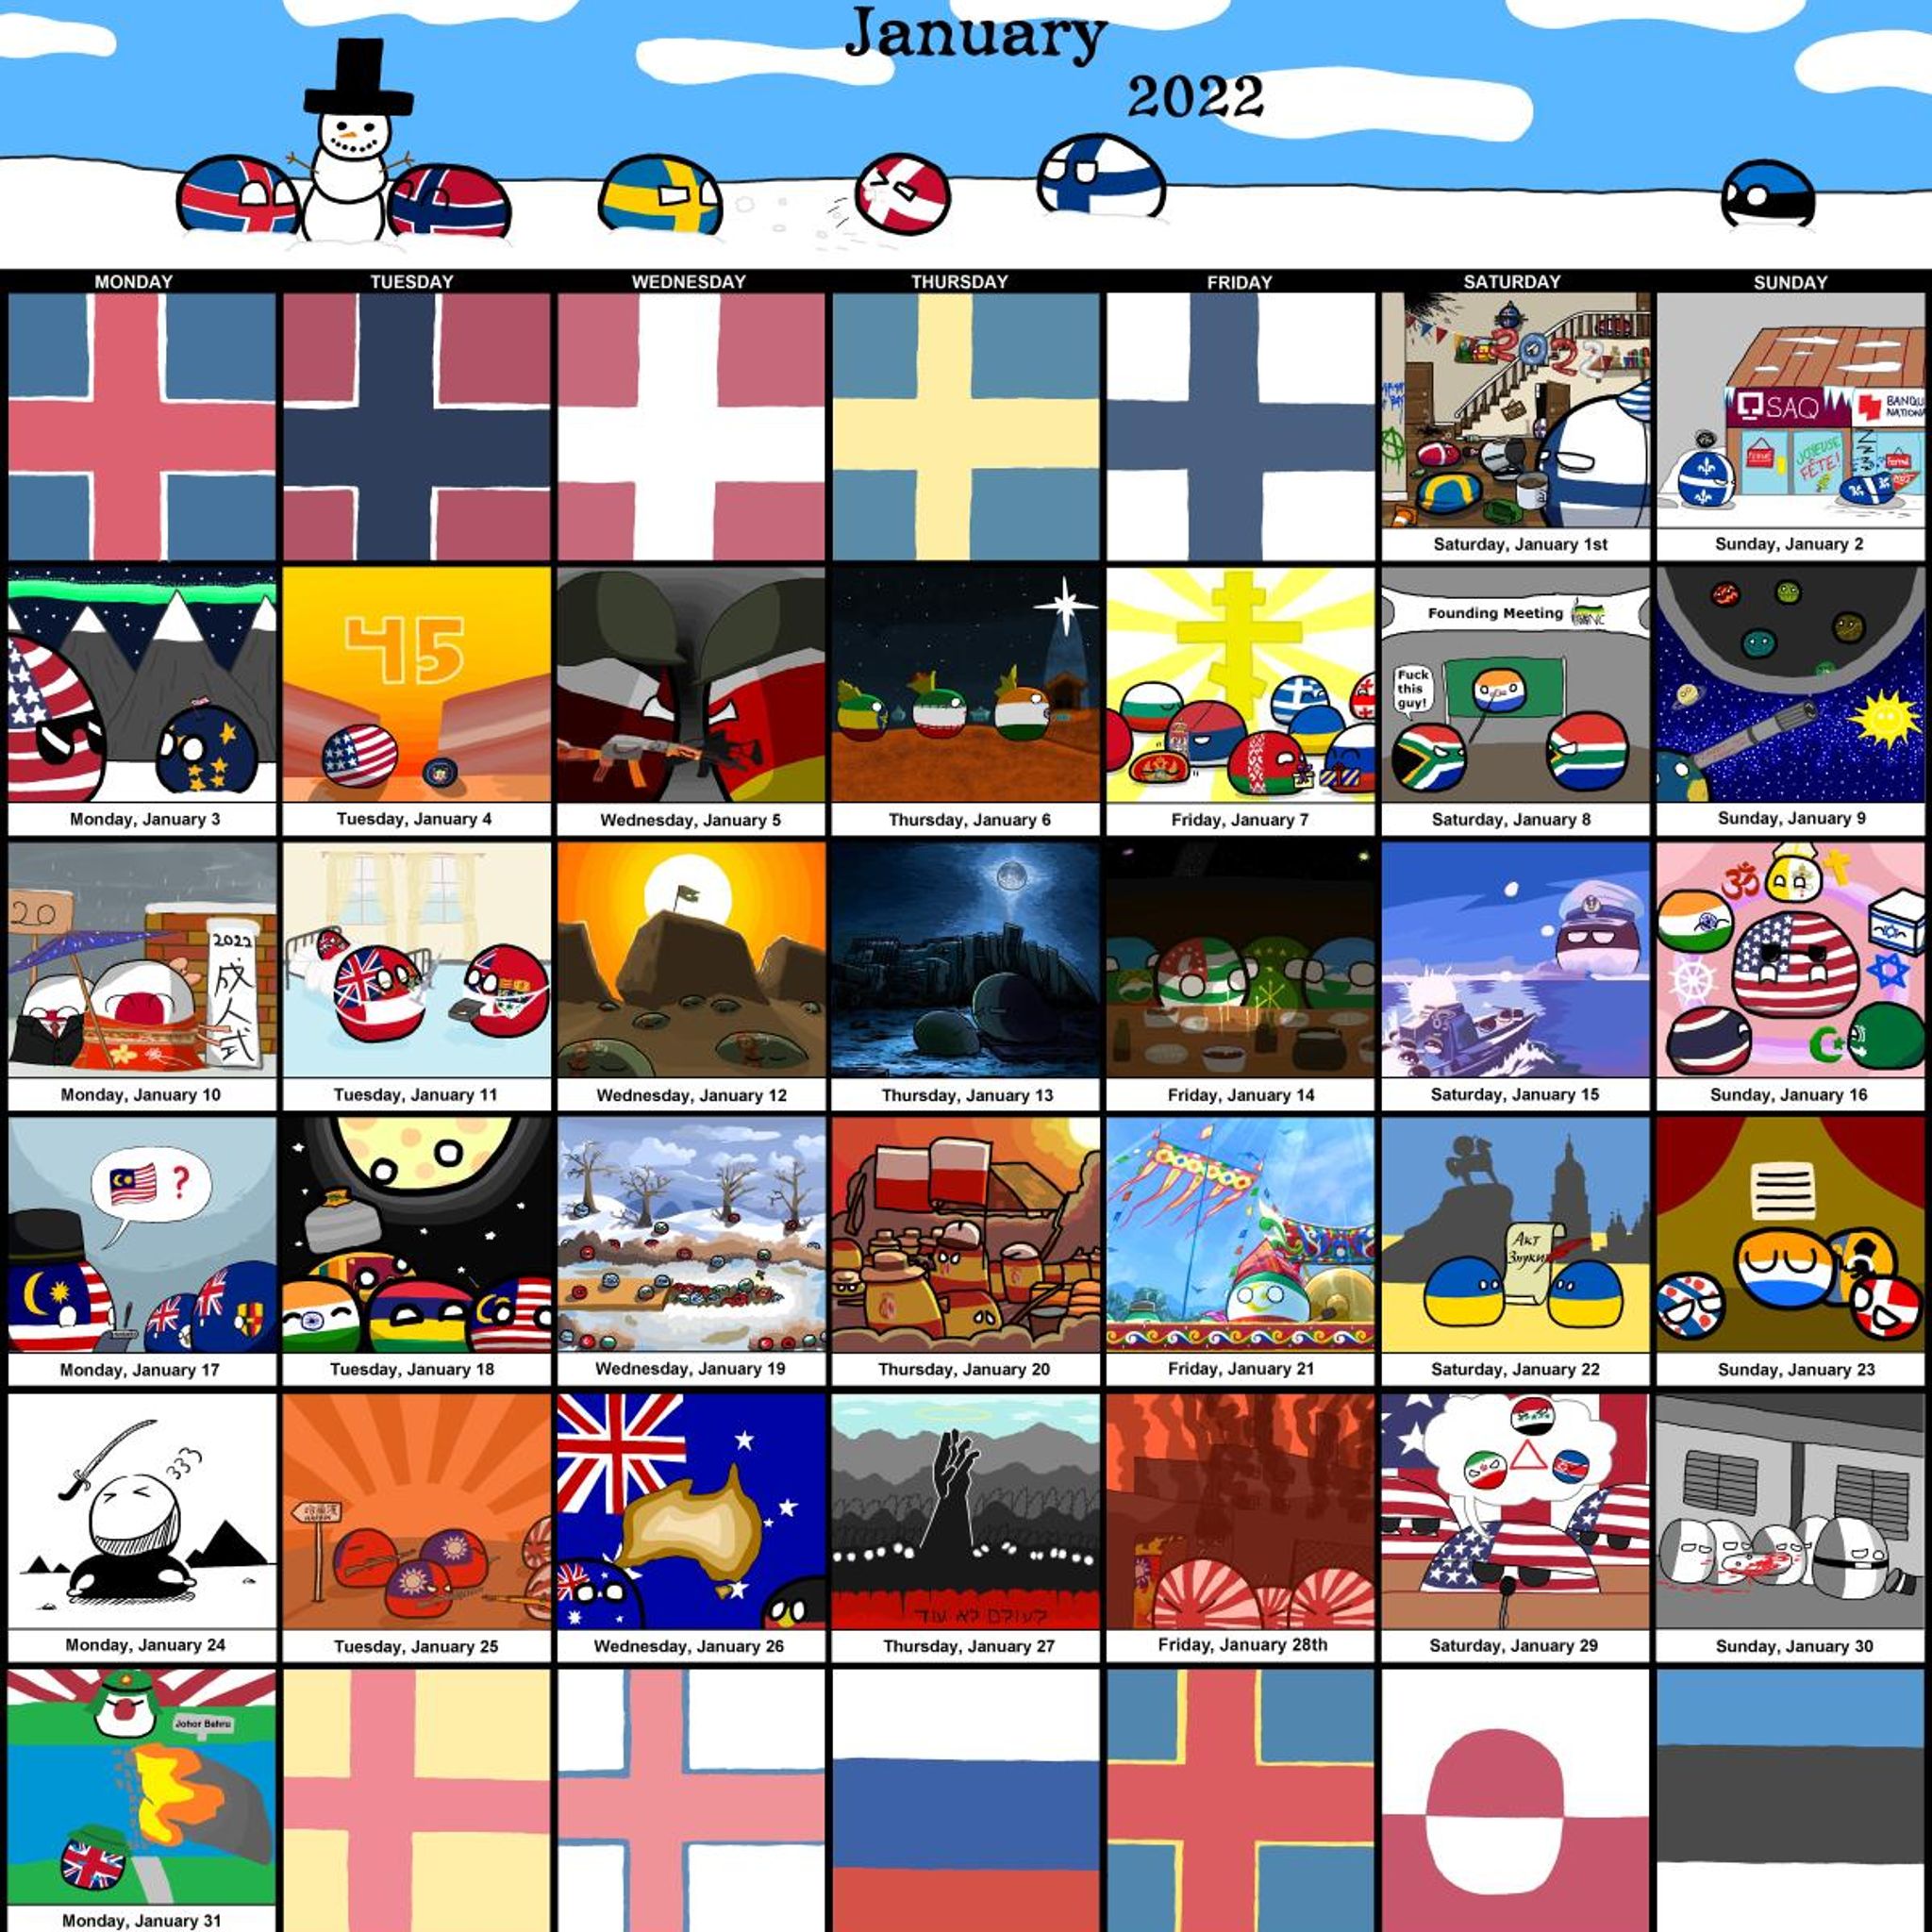 January
2022
MONDAY
TUESDAY
WEDNESDAY
THURSDAY
FRIDAY
SATURDAY
SUNDAY
2022
Saturday, January 1st
SAQ
BANQU
NATIONA
JOYEUSE
FÊTE!
Fermé
Sunday, January 2
Monday, January 3
45
Tuesday, January 4
Wednesday, January 5
Thursday, January 6
Friday, January 7
Founding Meeting
Fuck
this
guy!
Saturday, January 8
Sunday, January 9
20
2022
成
人
式
Monday, January 10
Tuesday, January 11
Wednesday, January 12
Thursday, January 13
Friday, January 14
Saturday, January 15
ॐ
Sunday, January 16
?
Monday, January 17
Tuesday, January 18
Wednesday, January 19
Thursday, January 20
Friday, January 21
Акт
Злуки
Saturday, January 22
Sunday, January 23
333
Monday, January 24
Tuesday, January 25
Wednesday, January 26
לעולם לא עוד
Thursday, January 27
Friday, January 28th
Saturday, January 29
Sunday, January 30
Johor Bahru
Monday, January 31